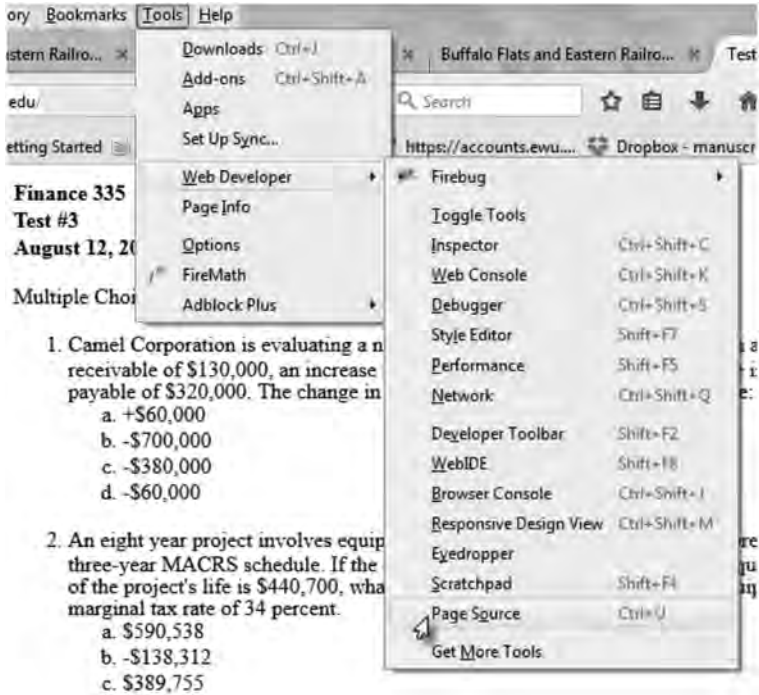 ory Bookmarks Tools Help
astern Railro...
Buffalo Flats and Eastern Railro...
Test
edu/
Search
etting Started
https://accounts.ewu....
Dropbox - manuscr
Downloads Ctrl+J
Add-ons Ctrl+Shift+A
Apps
Set Up Sync...
Web Developer
Page Info
Options
FireMath
Adblock Plus
Firebug
Toggle Tools
Inspector Ctrl+Shift+C
Web Console Ctrl+Shift+K
Debugger Ctrl+Shift+S
Style Editor Shift+F7
Performance Shift+F5
Network Ctrl+Shift+Q
Developer Toolbar Shift+F2
WebIDE Shift+F8
Browser Console Ctrl+Shift+J
Responsive Design View Ctrl+Shift+M
Eyedropper
Scratchpad Shift+F4
Page Source Ctrl+U
Get More Tools
Finance 335
Test #3
August 12, 20
Multiple Choi
1. Camel Corporation is evaluating a n
receivable of $130,000, an increase
payable of $320,000. The change in
a. +$60,000
b. -$700,000
c. -$380,000
d. -$60,000
2. An eight year project involves equip
three-year MACRS schedule. If the
of the project's life is $440,700, wha
marginal tax rate of 34 percent.
a. $590,538
b. -$138,312
c. $389,755